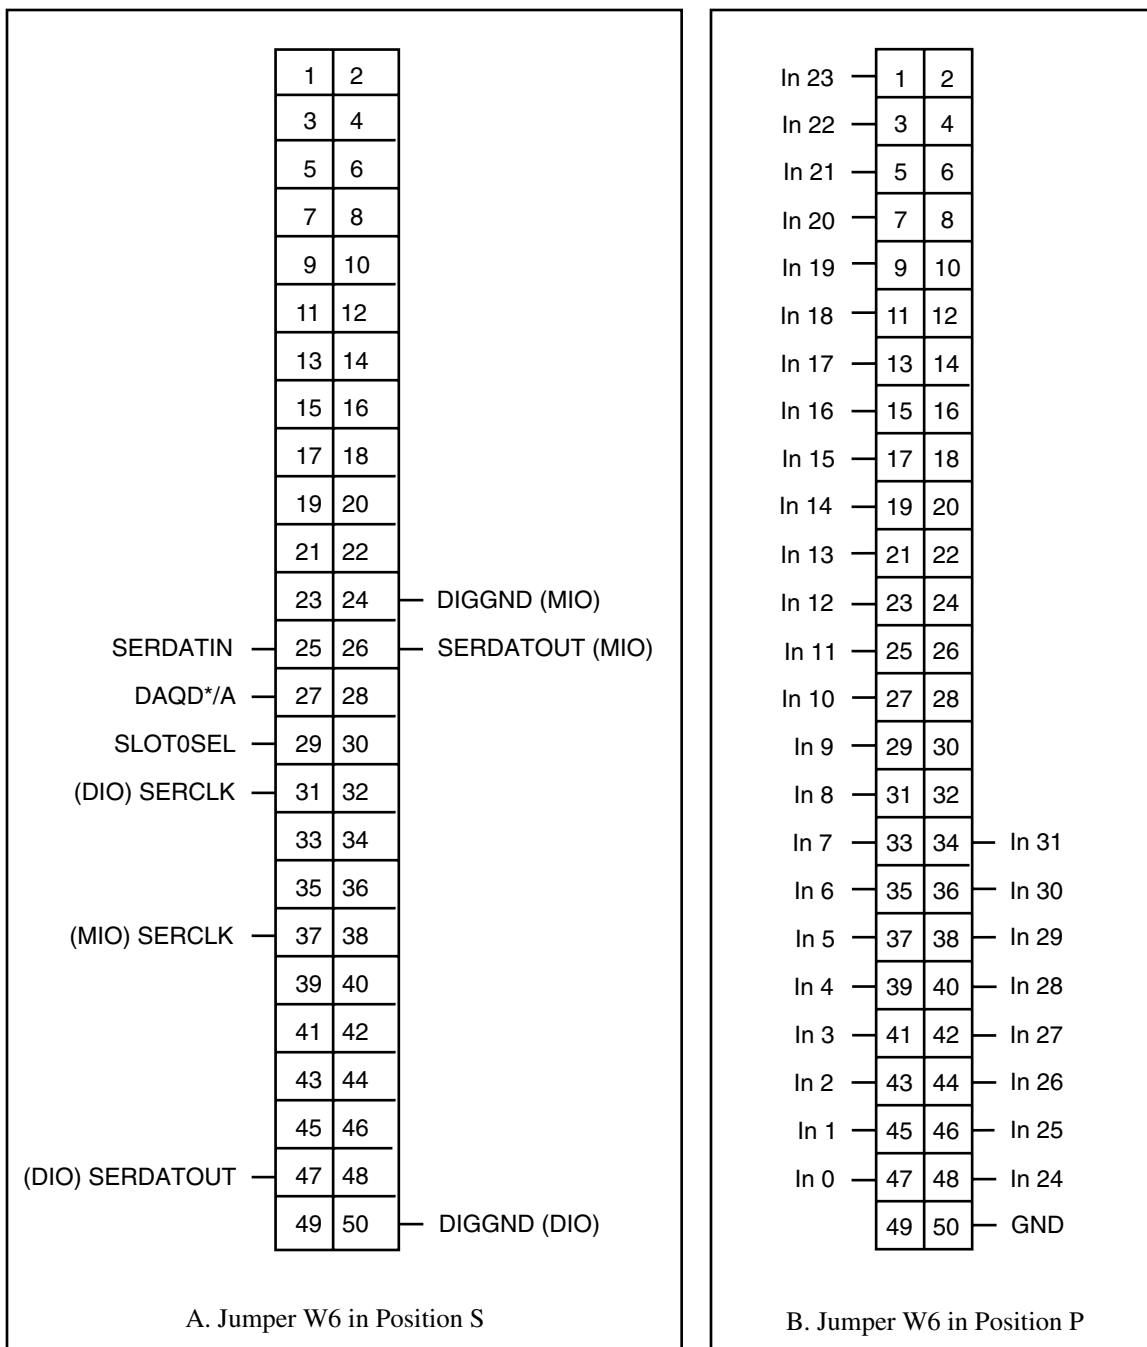 1 2
3 4
5 6
7 8
9 10
11 12
13 14
15 16
17 18
19 20
21 22
23 24 DIGGND (MIO)
SERDATIN 25 26 SERDATOUT (MIO)
DAQD*/A 27 28
SLOT0SEL 29 30
(DIO) SERCLK 31 32
33 34
35 36
(MIO) SERCLK 37 38
39 40
41 42
43 44
45 46
(DIO) SERDATOUT 47 48
49 50 DIGGND (DIO)
A. Jumper W6 in Position S
In 23 1 2
In 22 3 4
In 21 5 6
In 20 7 8
In 19 9 10
In 18 11 12
In 17 13 14
In 16 15 16
In 15 17 18
In 14 19 20
In 13 21 22
In 12 23 24
In 11 25 26
In 10 27 28
In 9 29 30
In 8 31 32
In 7 33 34 In 31
In 6 35 36 In 30
In 5 37 38 In 29
In 4 39 40 In 28
In 3 41 42 In 27
In 2 43 44 In 26
In 1 45 46 In 25
In 0 47 48 In 24
49 50 GND
B. Jumper W6 in Position P